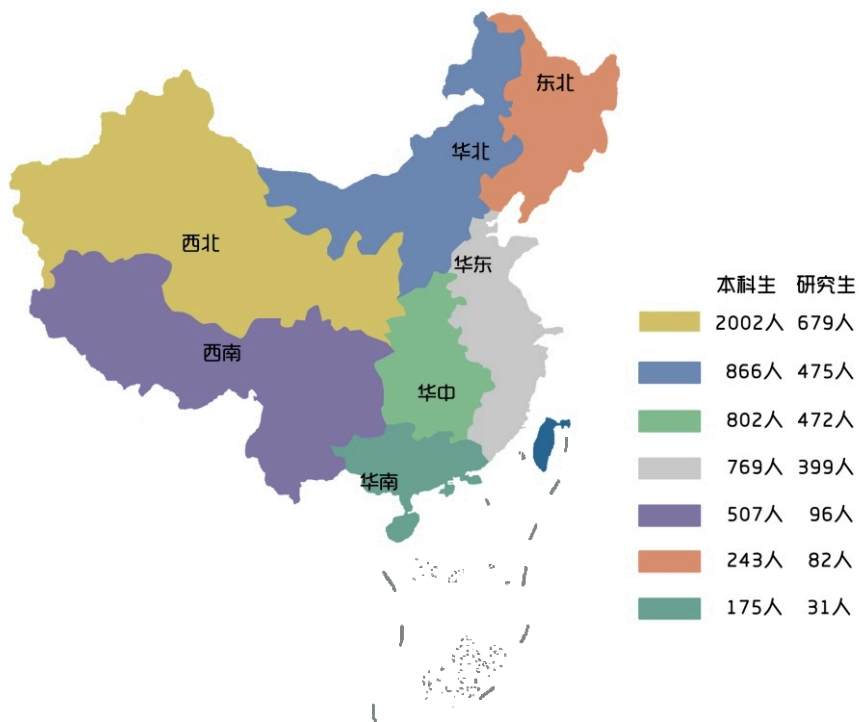 东北
华北
西北
华东
西南
华中
华南
本科生 研究生
2002人 679人
866人 475人
802人 472人
769人 399人
507人 96人
243人 82人
175人 31人